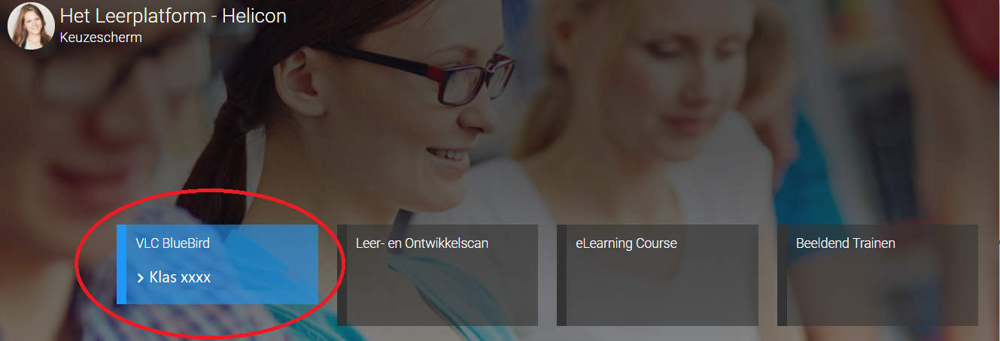 Het Leerplatform - Helicon
Keuzescherm
VLC BlueBird
> Klas xxxx
Leer- en Ontwikkelscan
eLearning Course
Beeldend Trainen